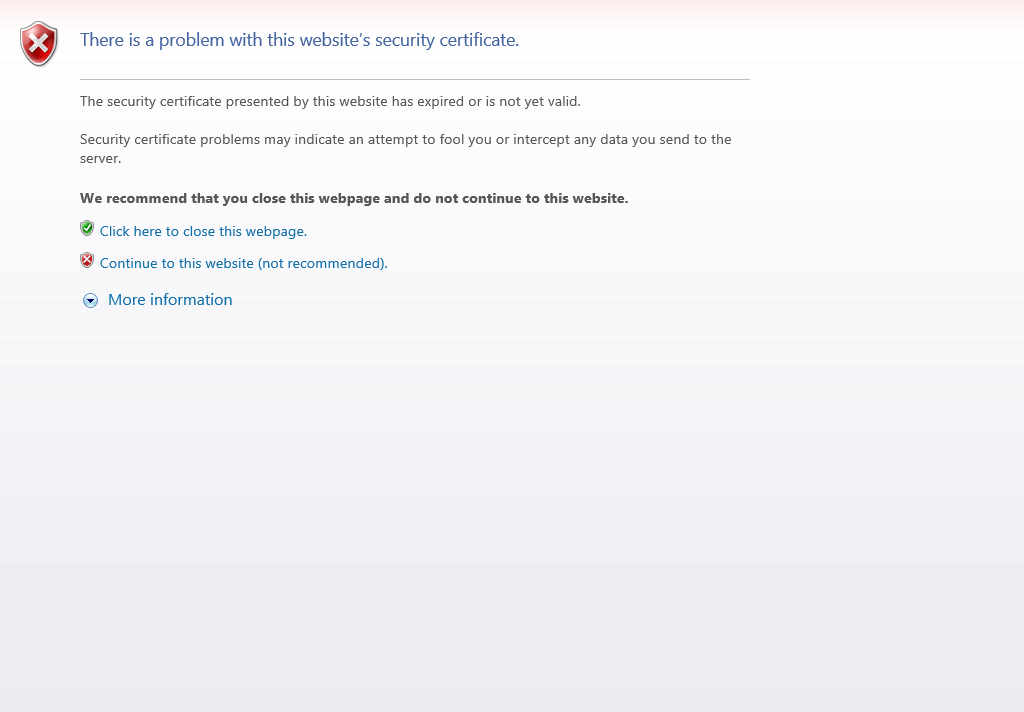 There is a problem with this website's security certificate.
The security certificate presented by this website has expired or is not yet valid.
Security certificate problems may indicate an attempt to fool you or intercept any data you send to the
server.
We recommend that you close this webpage and do not continue to this website.
Click here to close this webpage.
Continue to this website (not recommended).
More information